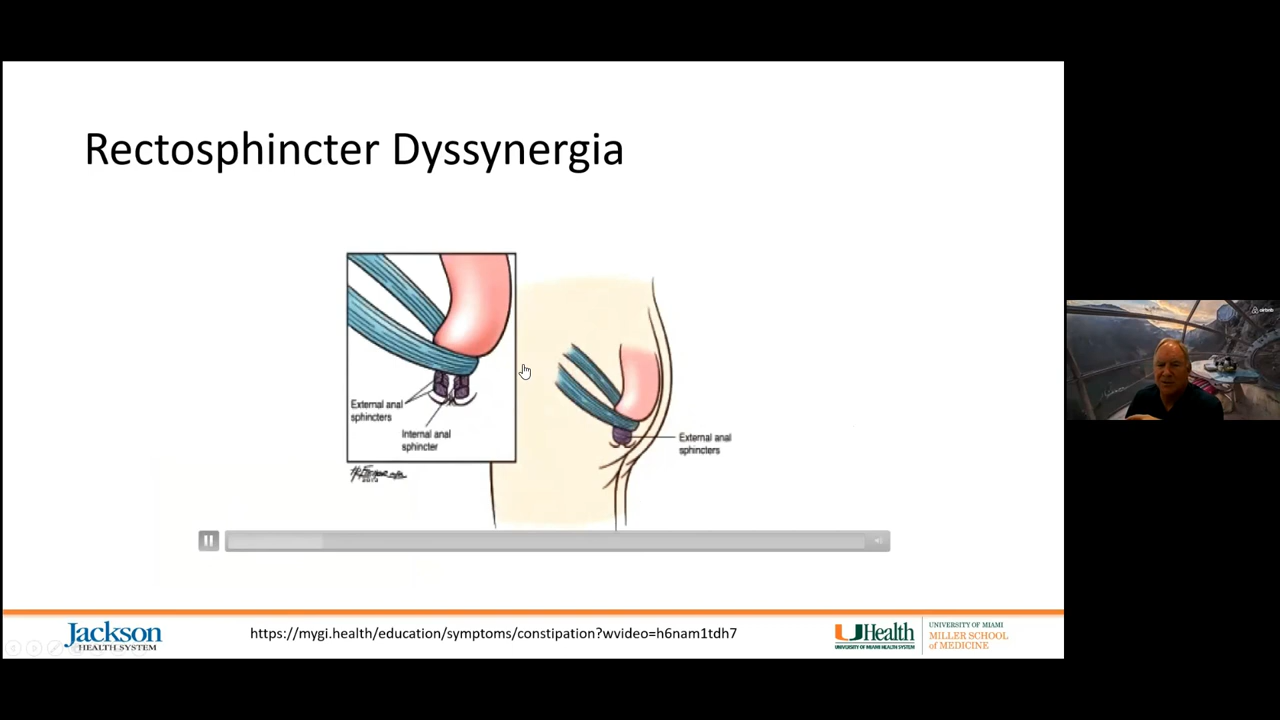 Rectosphincter Dyssynergia
External anal
sphincters
Internal anal
sphincter
External anal
sphincters
https://mygi.health/education/symptoms/constipation?wvideo=h6nam1tdh7
Jackson
HEALTH SYSTEM
UHealth
UNIVERSITY OF MIAMI HEALTH SYSTEM
UNIVERSITY OF MIAMI
MILLER SCHOOL
of MEDICINE
airbnb